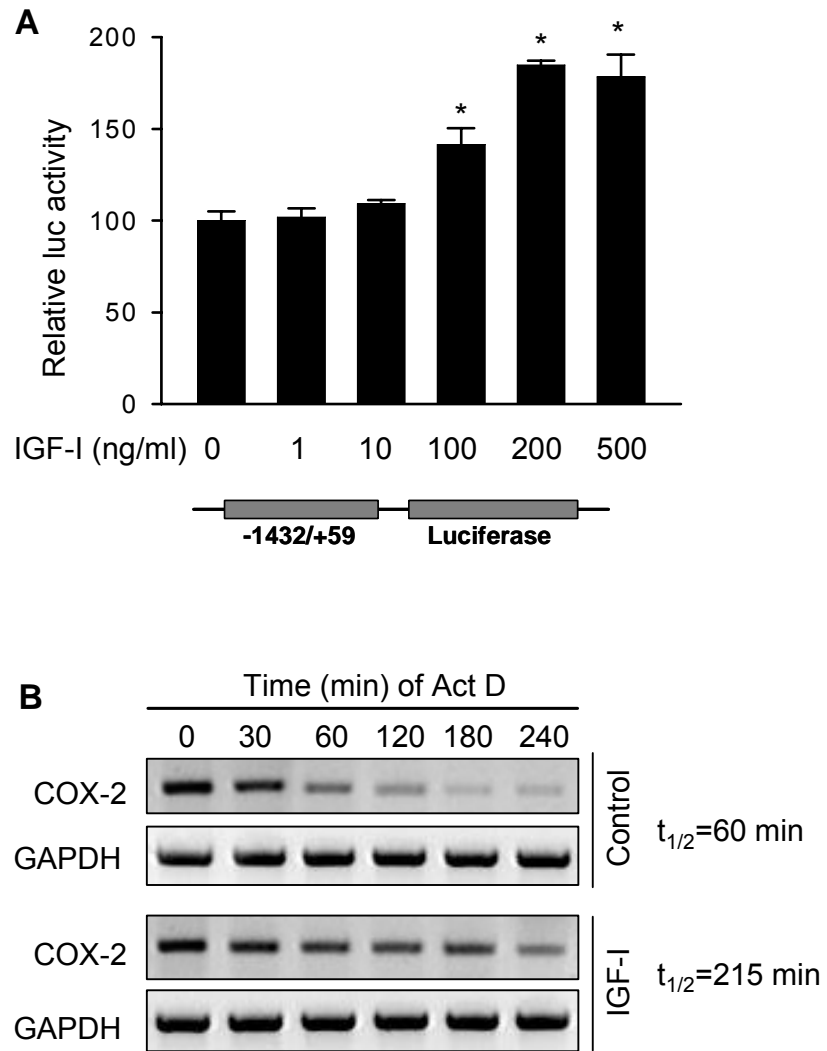 A
200
150
100
50
0
Relative luc activity
* * *
IGF-I (ng/ml) 0 1 10 100 200 500
-1432/+59 Luciferase
B
Time (min) of Act D
0 30 60 120 180 240
COX-2
GAPDH
Control
t1/2=60 min
COX-2
GAPDH
IGF-I
t1/2=215 min